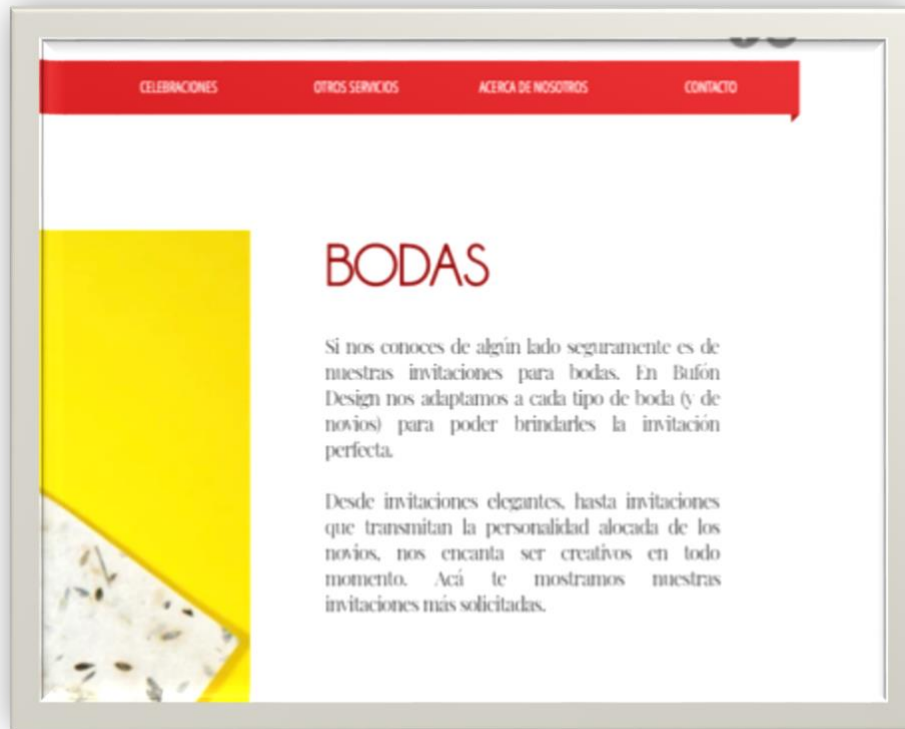 CELEBRACIONES OTROS SERVICIOS ACERCA DE NOSOTROS CONTACTO
BODAS
Si nos conoces de algún lado seguramente es de
nuestras invitaciones para bodas. En Bufón
Design nos adaptamos a cada tipo de boda (y de
novios) para poder brindarles la invitación
perfecta.
Desde invitaciones elegantes, hasta invitaciones
que transmitan la personalidad alocada de los
novios, nos encanta ser creativos en todo
momento. Acá te mostramos nuestras
invitaciones más solicitadas.